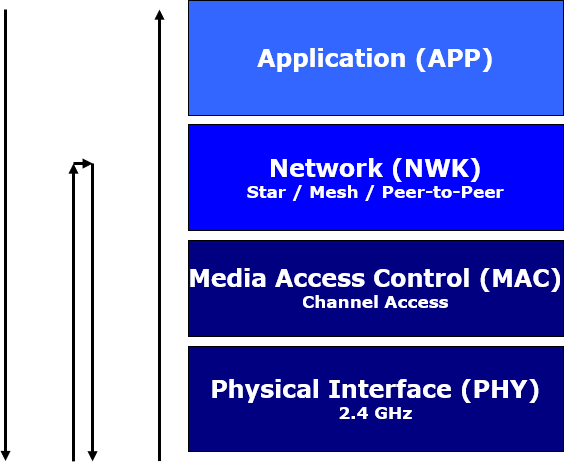 Application (APP)
Network (NWK)
Star / Mesh / Peer-to-Peer
Media Access Control (MAC)
Channel Access
Physical Interface (PHY)
2.4 GHz